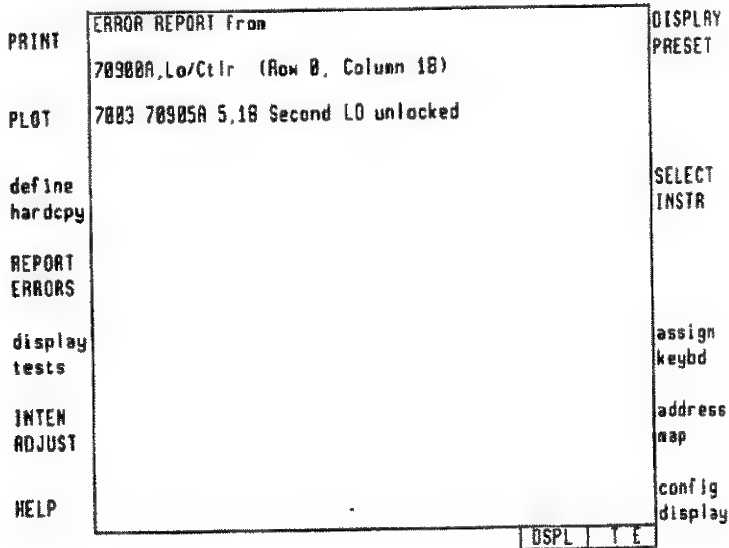 PRINT
PLOT
define
hardcpy
REPORT
ERRORS
display
tests
INTEN
ADJUST
HELP
ERROR REPORT from
70900A,Lo/Ctlr (Row 0, Column 18)
7003 70905A 5,18 Second LO unlocked
DISPLAY
PRESET
SELECT
INSTR
assign
keybd
address
map
config
display
DSPL T E